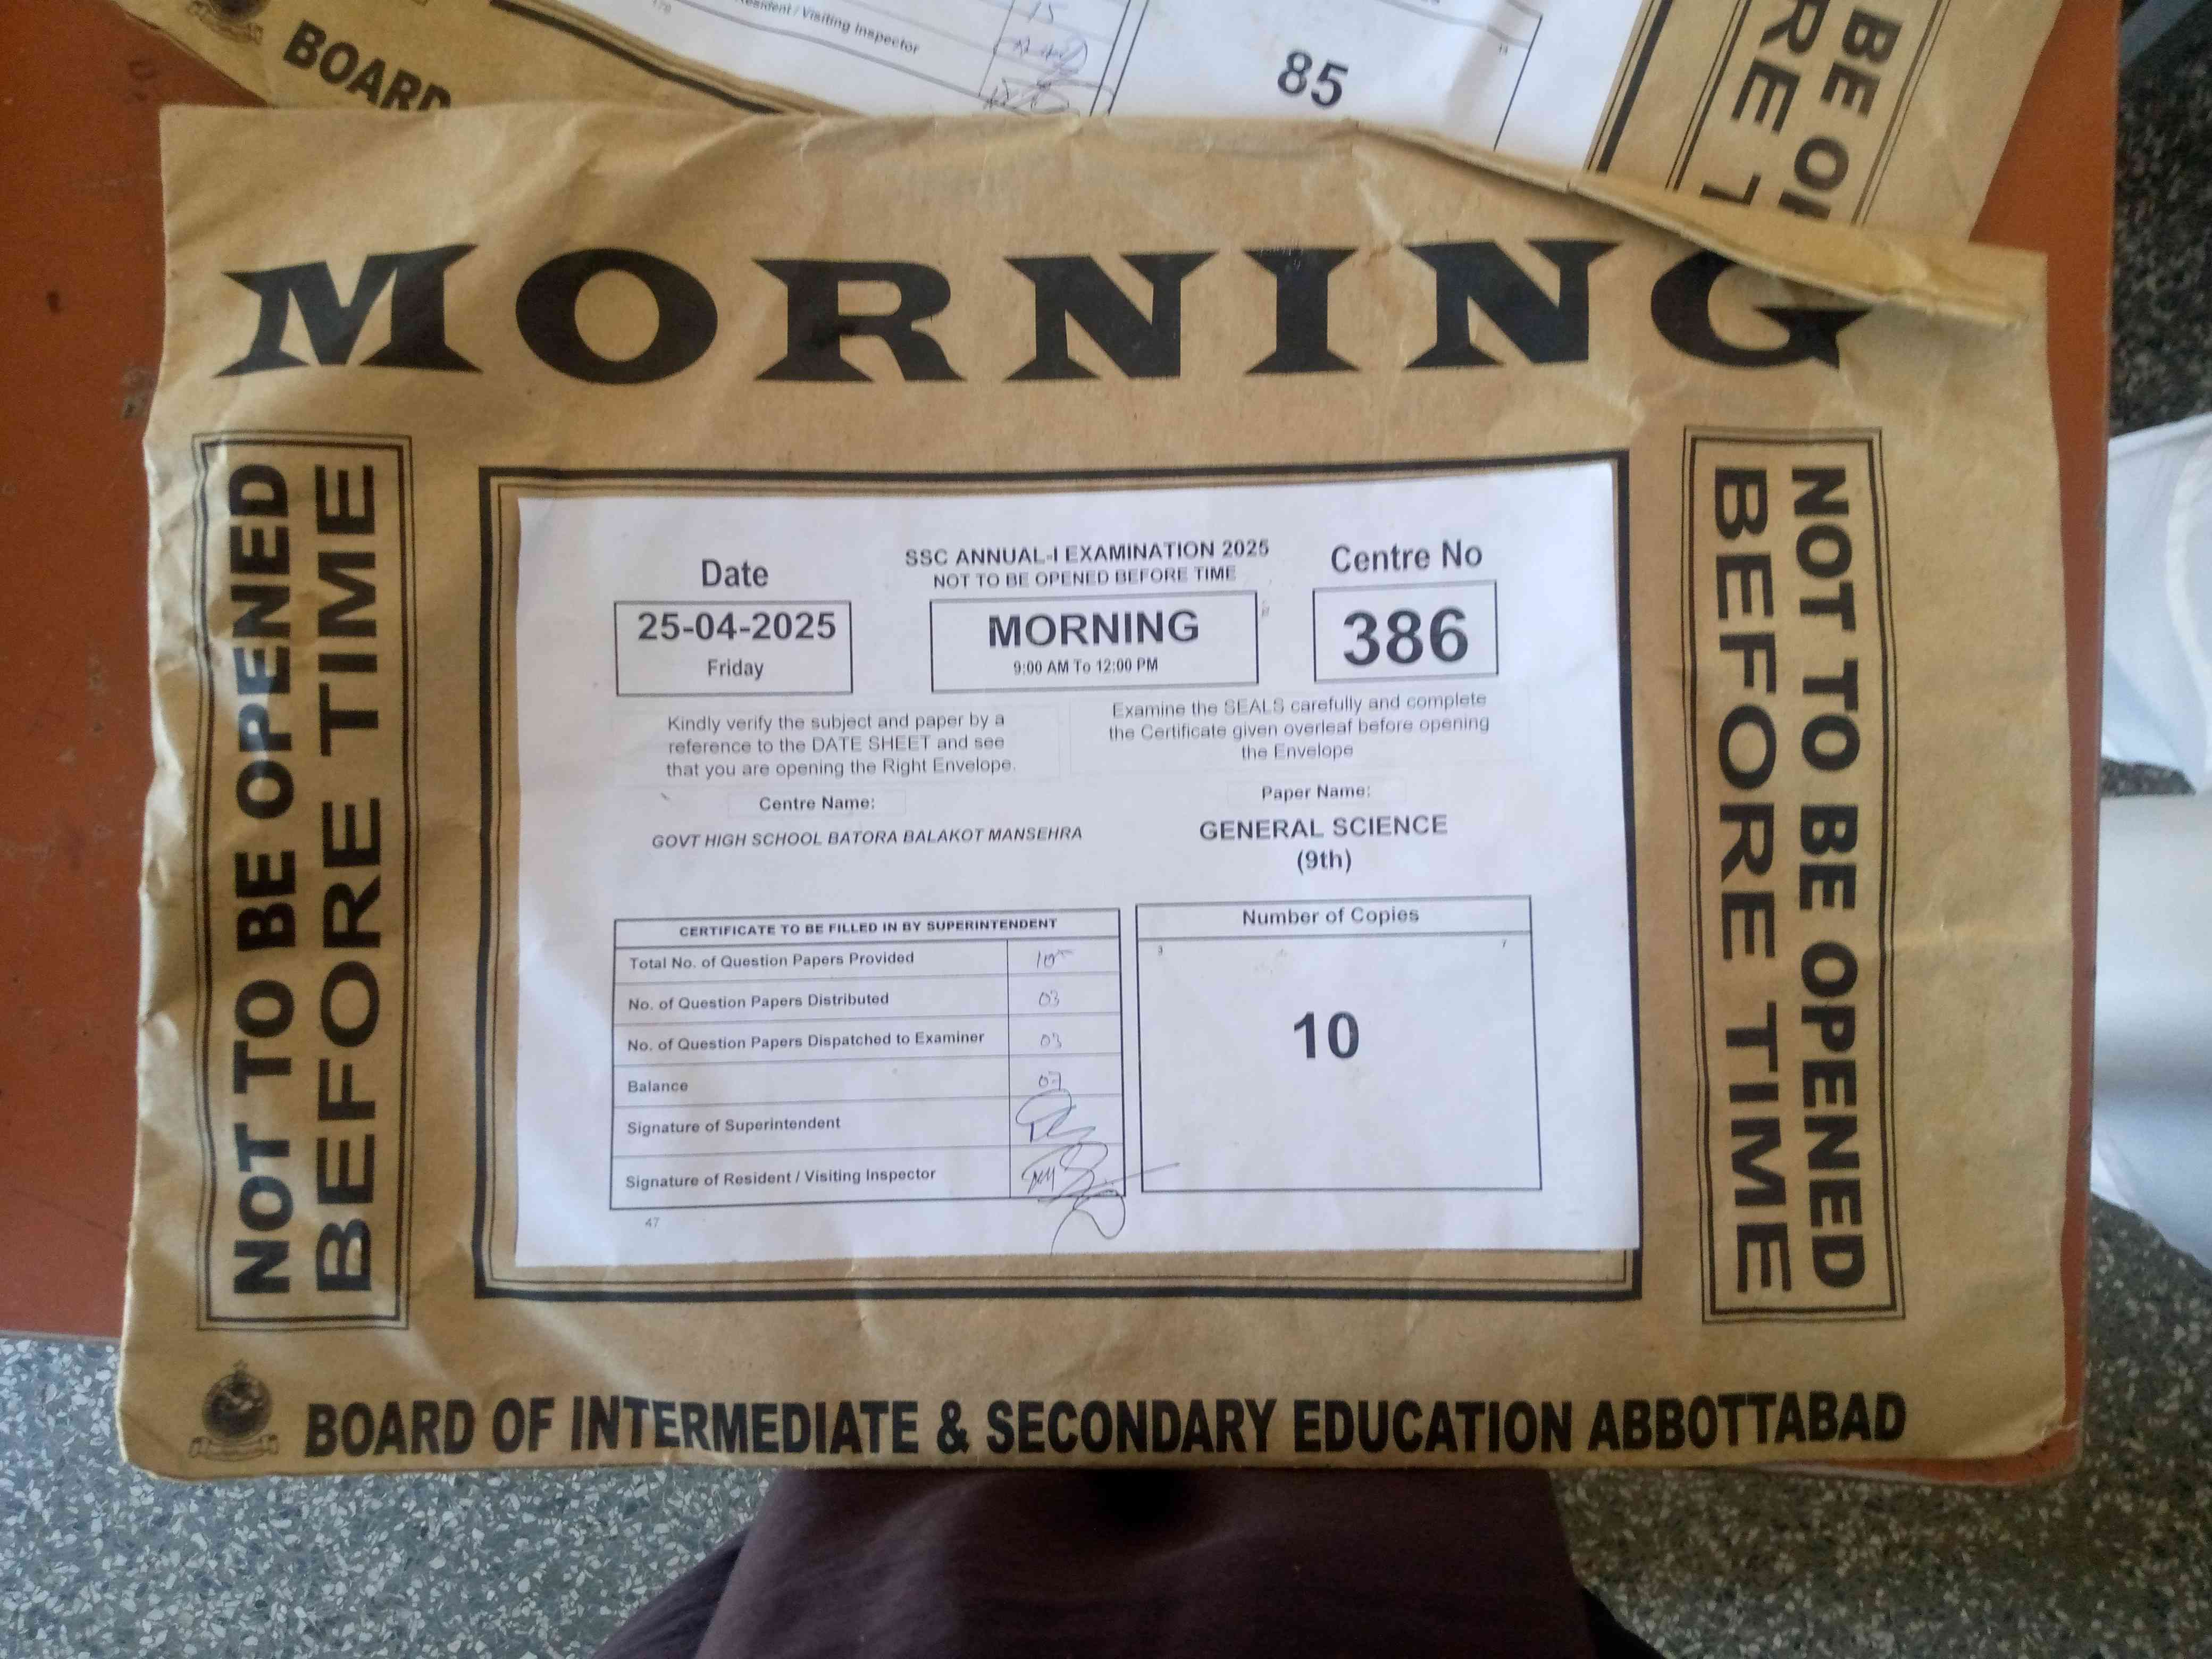 BOARD
Resident / Visiting Inspector
178
15
85
BE
RE
MORNING
NOT TO BE OPENED
BEFORE TIME
Date
25-04-2025
Friday
SSC ANNUAL-I EXAMINATION 2025
NOT TO BE OPENED BEFORE TIME
MORNING
9:00 AM To 12:00 PM
Centre No
386
Kindly verify the subject and paper by a
reference to the DATE SHEET and see
that you are opening the Right Envelope.
Examine the SEALS carefully and complete
the Certificate given overleaf before opening
the Envelope
Centre Name:
GOVT HIGH SCHOOL BATORA BALAKOT MANSEHRA
Paper Name:
GENERAL SCIENCE
(9th)
CERTIFICATE TO BE FILLED IN BY SUPERINTENDENT
Total No. of Question Papers Provided 10
No. of Question Papers Distributed 03
No. of Question Papers Dispatched to Examiner 03
Balance 07
Signature of Superintendent
Signature of Resident / Visiting Inspector
47
Number of Copies
3 7
10
NOT TO BE OPENED
BEFORE TIME
BOARD OF INTERMEDIATE & SECONDARY EDUCATION ABBOTTABAD